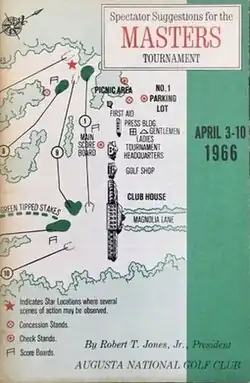 Spectator Suggestions for the
MASTERS
TOURNAMENT
PICNIC AREA
NO. 1
PARKING
LOT
FIRST AID
PRESS BLDG.
GENTLEMEN
LADIES
MAIN
SCORE
BOARD
TOURNAMENT
HEADQUARTERS
GOLF SHOP
APRIL 3-10
1966
GREEN TIPPED STAKES
CLUB HOUSE
MAGNOLIA LANE
10
Indicates Star Locations where several
scenes of action may be observed.
Concession Stands.
Check Stands.
Score Boards.
By Robert T. Jones, Jr., President
AUGUSTA NATIONAL GOLF CLUB